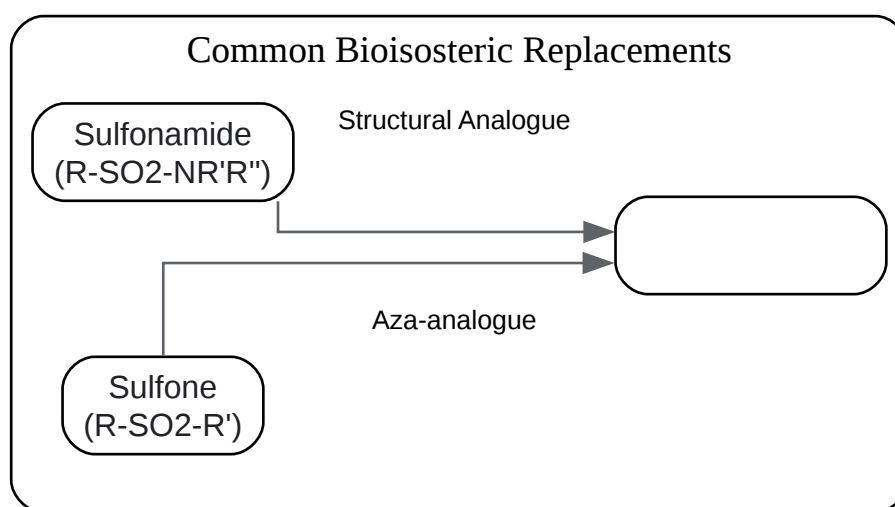 Common Bioisosteric Replacements
Sulfonamide
(R-SO2-NR'R")
Structural Analogue
Aza-analogue
Sulfone
(R-SO2-R')